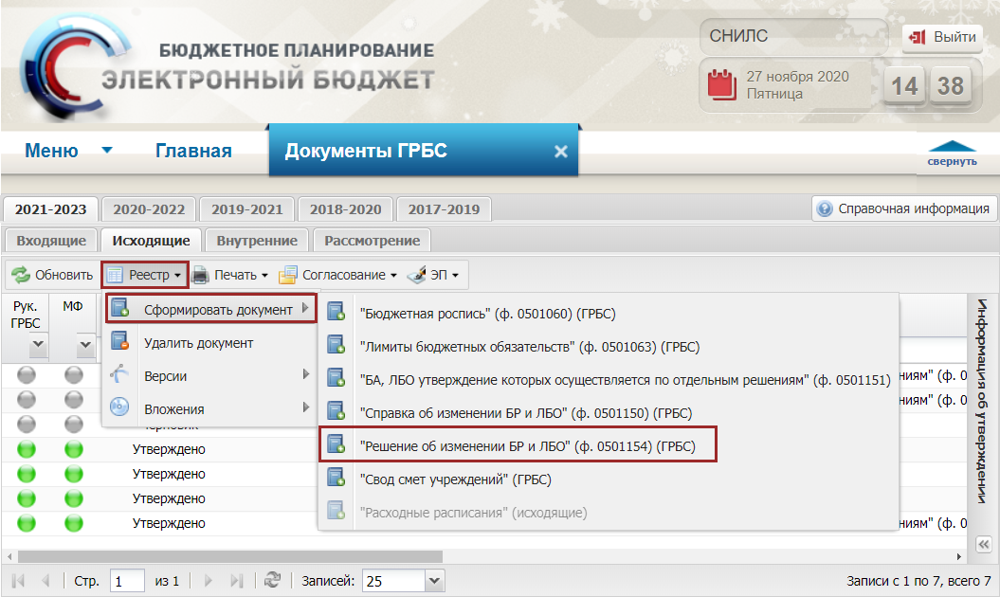 БЮДЖЕТНОЕ ПЛАНИРОВАНИЕ
ЭЛЕКТРОННЫЙ БЮДЖЕТ
СНИЛС
Выйти
27 ноября 2020
Пятница
14 38
Меню Главная Документы ГРБС
свернуть
2021-2023 2020-2022 2019-2021 2018-2020 2017-2019 Справочная информация
Входящие Исходящие Внутренние Рассмотрение
Обновить Реестр Печать Согласование ЭП
Рук. ГРБС
МФ
Сформировать документ
Удалить документ
Версии
Вложения
"Бюджетная роспись" (ф. 0501060) (ГРБС)
"Лимиты бюджетных обязательств" (ф. 0501063) (ГРБС)
"БА, ЛБО утверждение которых осуществляется по отдельным решениям" (ф. 0501151)
"Справка об изменении БР и ЛБО" (ф. 0501150) (ГРБС)
"Решение об изменении БР и ЛБО" (ф. 0501154) (ГРБС)
"Свод смет учреждений" (ГРБС)
"Расходные расписания" (исходящие)
ниям" (ф. 0
ниям" (ф. 0
Утверждено
Утверждено
Утверждено
Утверждено
ниям" (ф. 0
Информация об утверждении
Стр. 1 из 1 Записей: 25 Записи с 1 по 7, всего 7